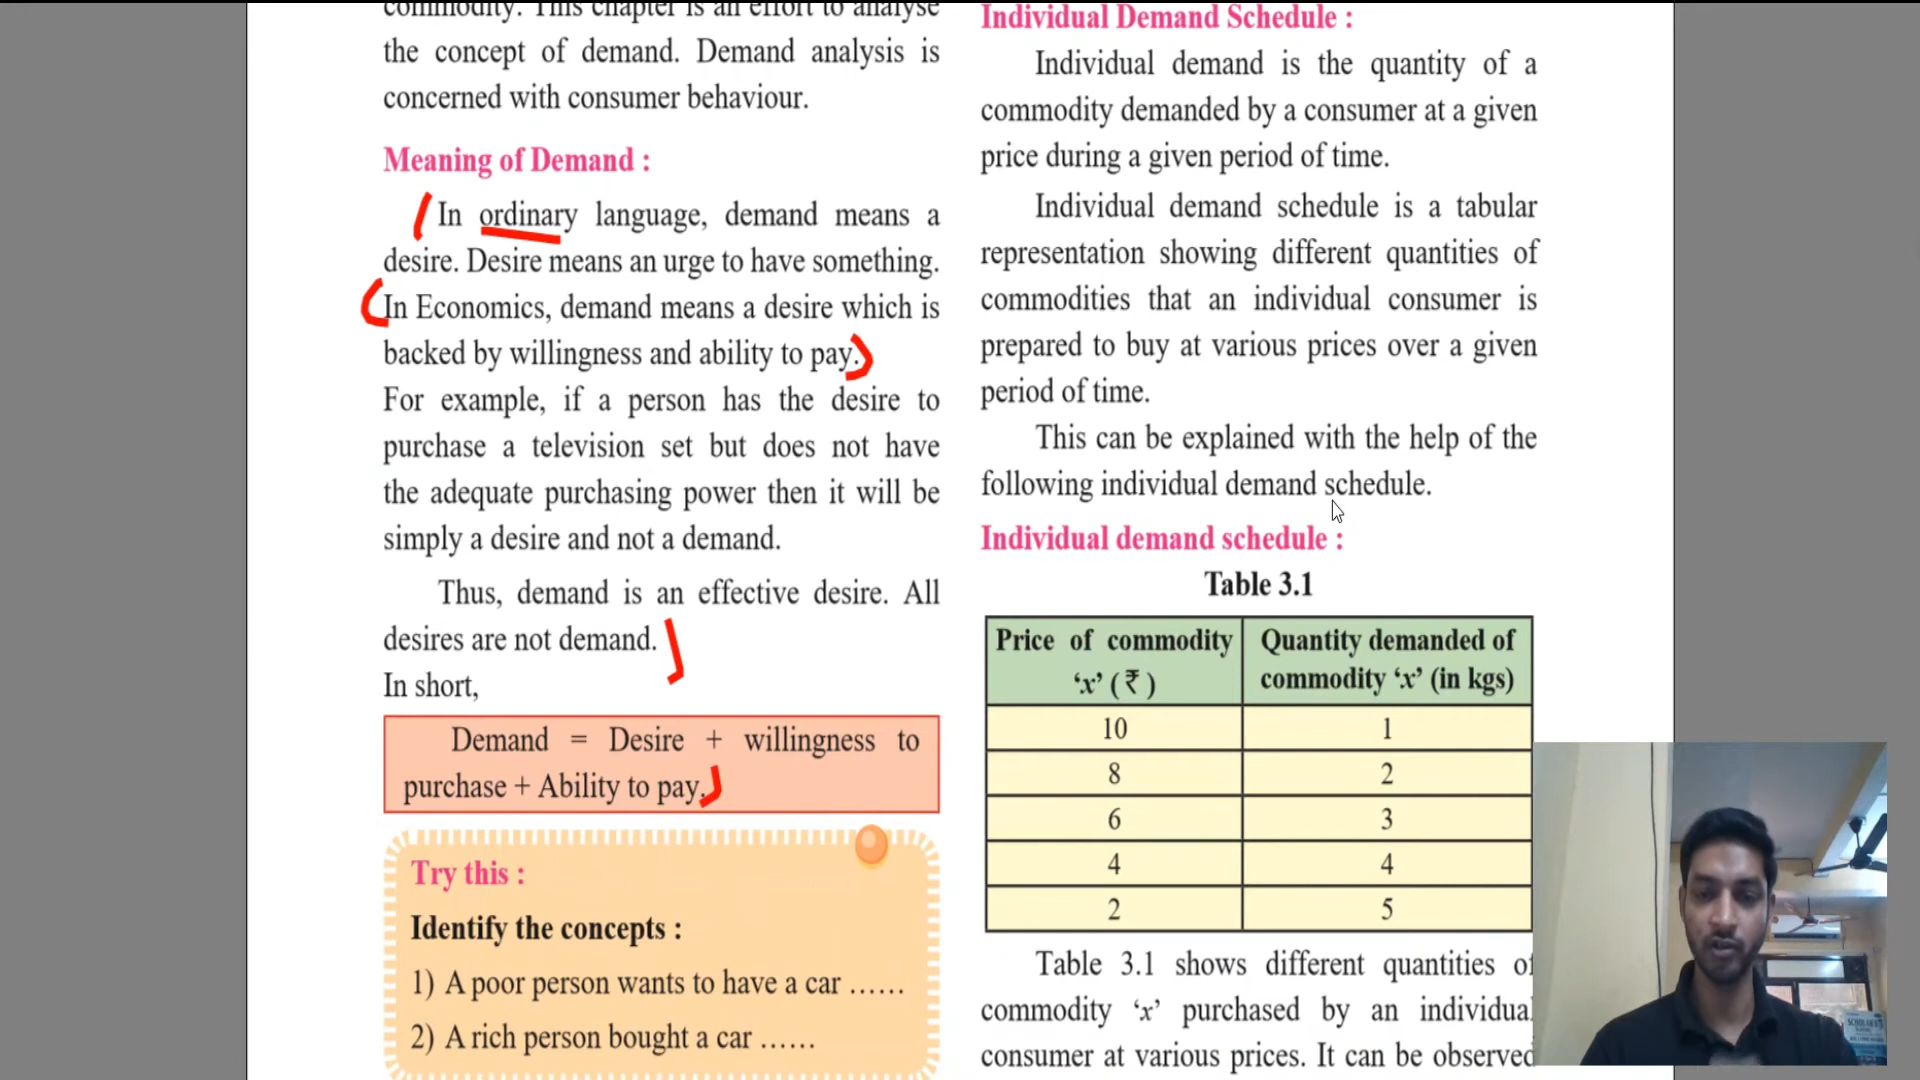 commodity. This chapter is an effort to analyse
the concept of demand. Demand analysis is
concerned with consumer behaviour.
Meaning of Demand :
In ordinary language, demand means a
desire. Desire means an urge to have something.
In Economics, demand means a desire which is
backed by willingness and ability to pay.
For example, if a person has the desire to
purchase a television set but does not have
the adequate purchasing power then it will be
simply a desire and not a demand.
Thus, demand is an effective desire. All
desires are not demand.
In short,
Demand = Desire + willingness to
purchase + Ability to pay.
Try this :
Identify the concepts :
1) A poor person wants to have a car ......
2) A rich person bought a car ......
Individual Demand Schedule :
Individual demand is the quantity of a
commodity demanded by a consumer at a given
price during a given period of time.
Individual demand schedule is a tabular
representation showing different quantities of
commodities that an individual consumer is
prepared to buy at various prices over a given
period of time.
This can be explained with the help of the
following individual demand schedule.
Individual demand schedule :
Table 3.1
Price of commodity Quantity demanded of
‘x’ (₹) commodity ‘x’ (in kgs)
10 1
8 2
6 3
4 4
2 5
Table 3.1 shows different quantities of
commodity ‘x’ purchased by an individual
consumer at various prices. It can be observed